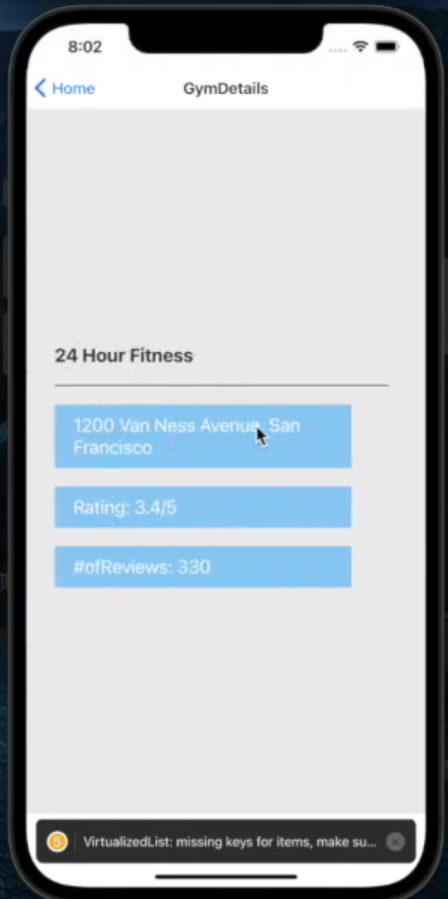 8:02
Home
GymDetails
24 Hour Fitness
1200 Van Ness Avenue, San
Francisco
Rating: 3.4/5
#ofReviews: 330
5
VirtualizedList: missing keys for items, make su...